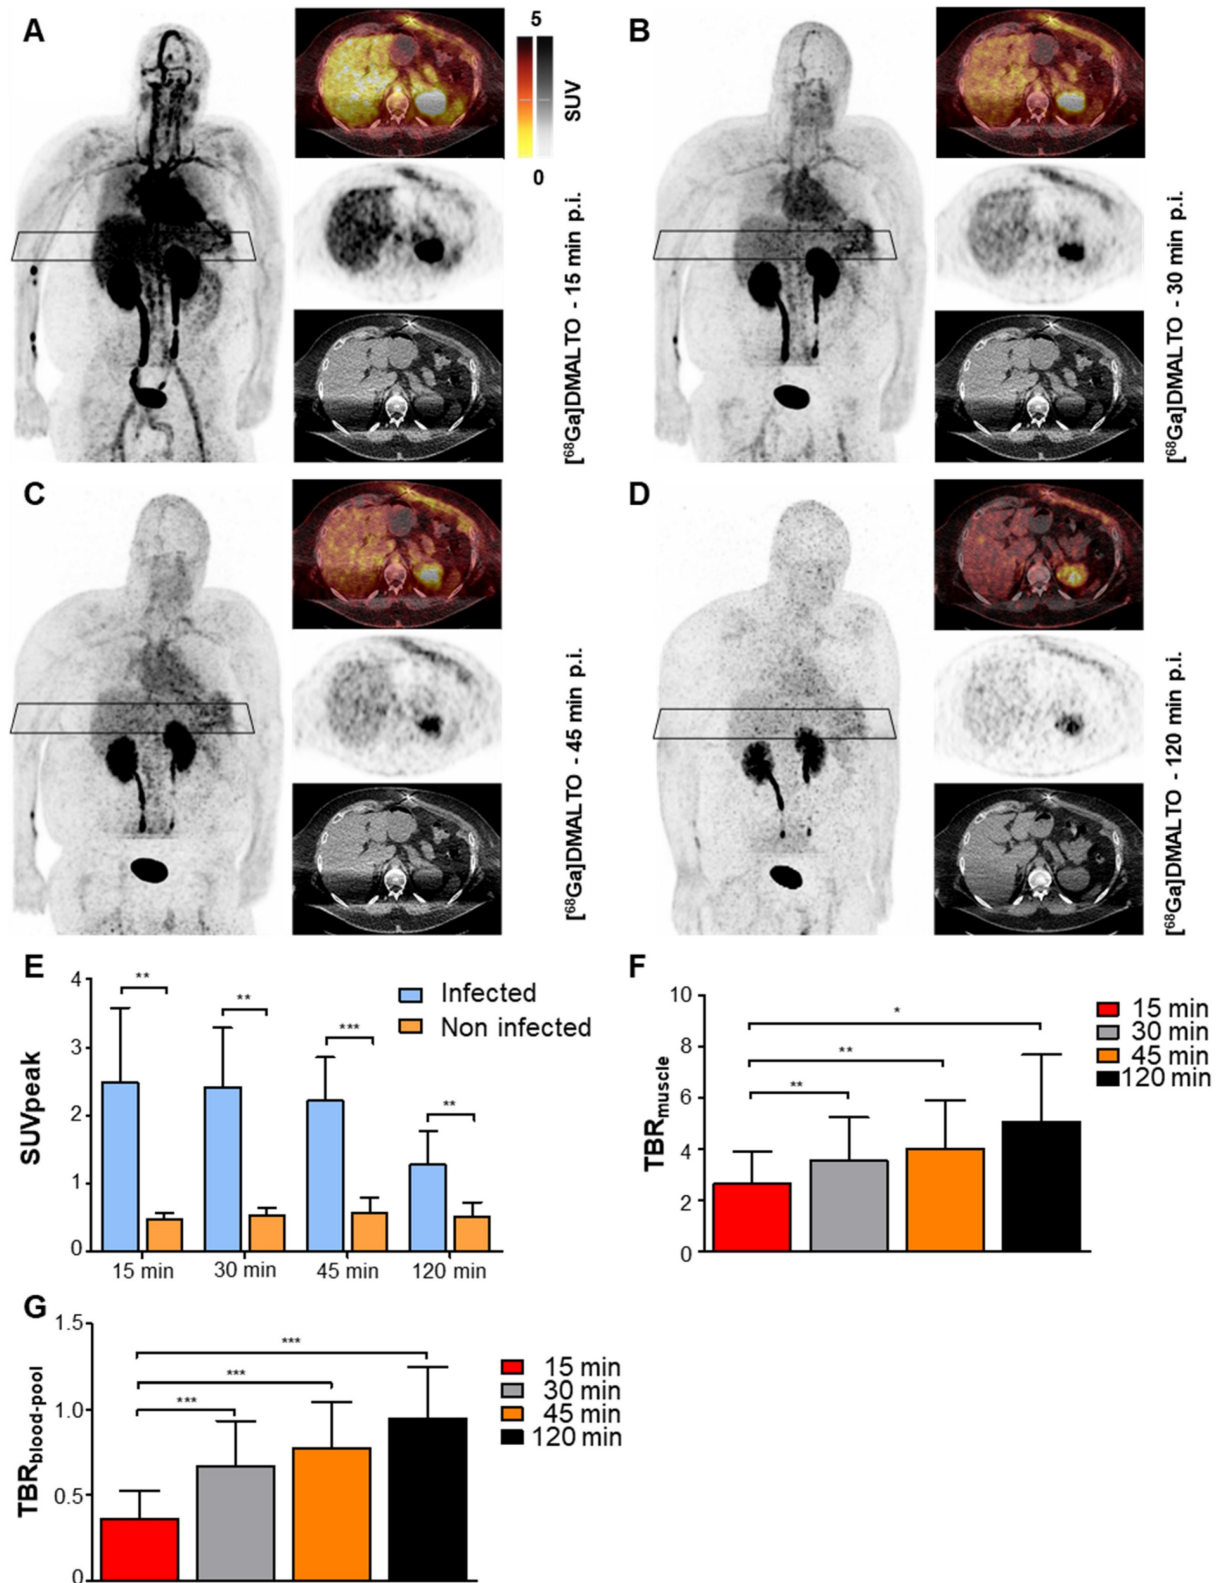 A
5
SUV
0
[68Ga]DMALTO - 15 min p.i.
B
[68Ga]DMALTO - 30 min p.i.
C
[68Ga]DMALTO - 45 min p.i.
D
[68Ga]DMALTO - 120 min p.i.
E
SUVpeak
4
3
2
1
0
**
**
***
**
Infected
Non infected
15 min
30 min
45 min
120 min
F
TBRmuscle
10
8
6
4
2
0
*
**
**
15 min
30 min
45 min
120 min
G
TBRblood-pool
1.5
1.0
0.5
0
***
***
***
15 min
30 min
45 min
120 min